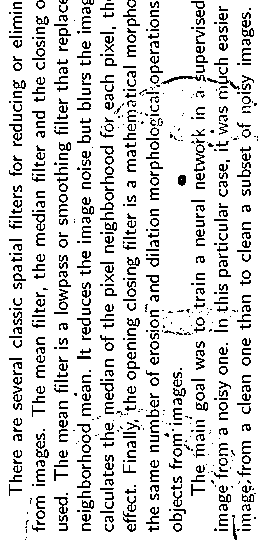 There are several classic spatial filters for reducing or elimin
from images. The mean filter, the median filter and the closing o
used. The mean filter is a lowpass or smoothing filter that replace
neighborhood mean. It reduces the image noise but blurs the imag
calculates the median of the pixel neighborhood for each pixel, the
effect. Finally, the opening closing filter is a mathematical morpho
the same number of erosion and dilation morphological operations
objects from images.
The main goal was to train a neural network in a supervised
image from a noisy one. In this particular case, it was much easier
image from a clean one than to clean a subset of noisy images.